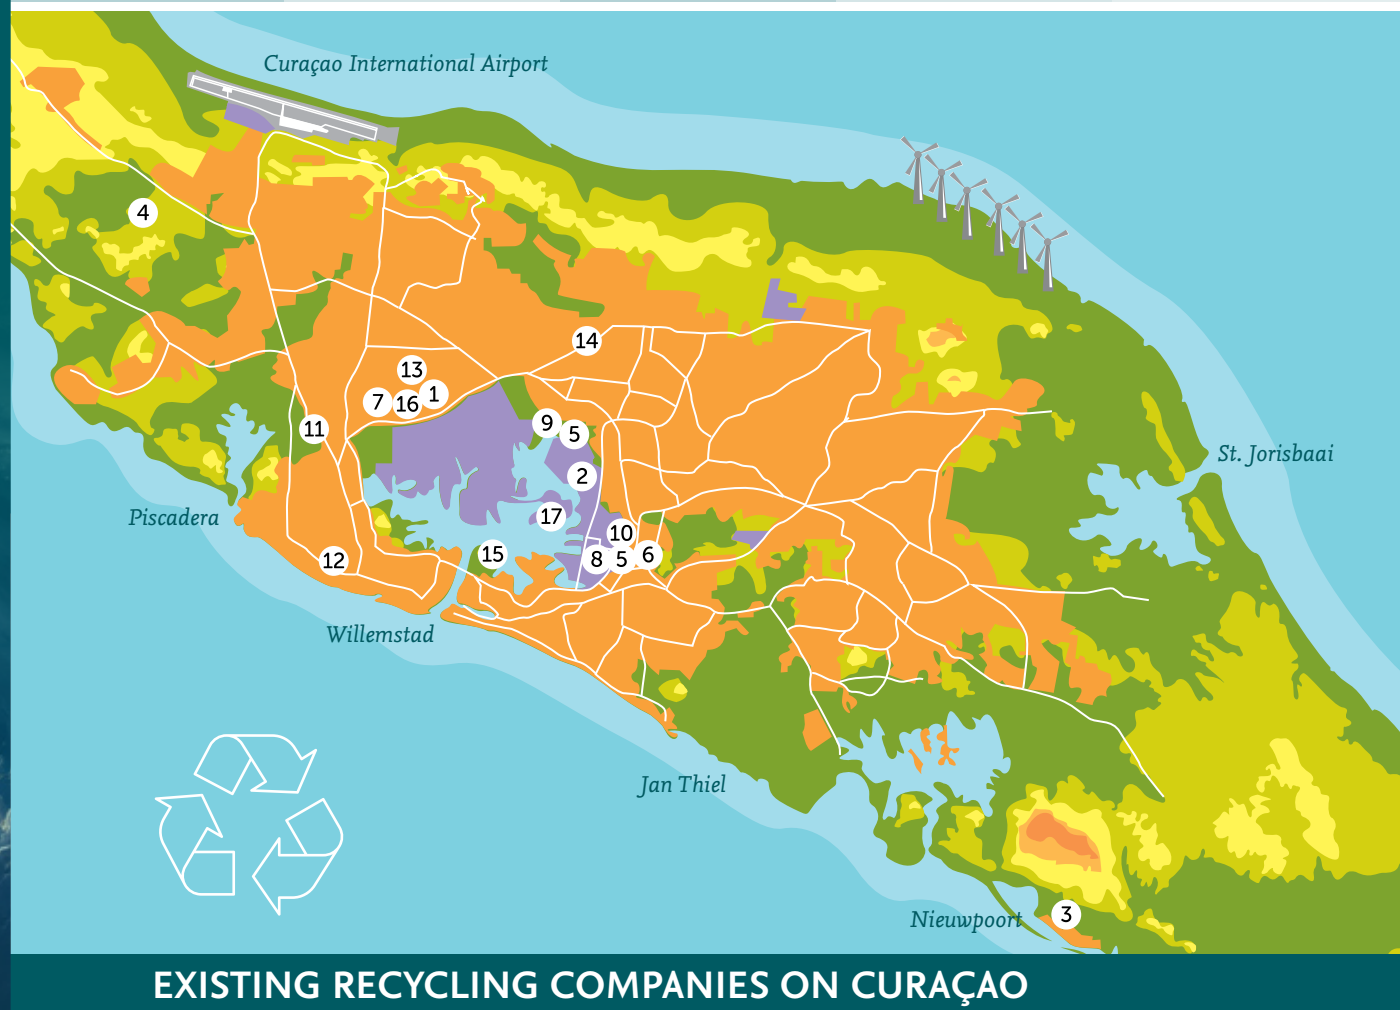 Curaçao International Airport
4
14
13
7
16
1
11
9
5
St. Jorisbaai
2
Piscadera
17
10
15
12
8
5
6
Willemstad
Jan Thiel
Nieuwpoort
3
EXISTING RECYCLING COMPANIES ON CURAÇAO